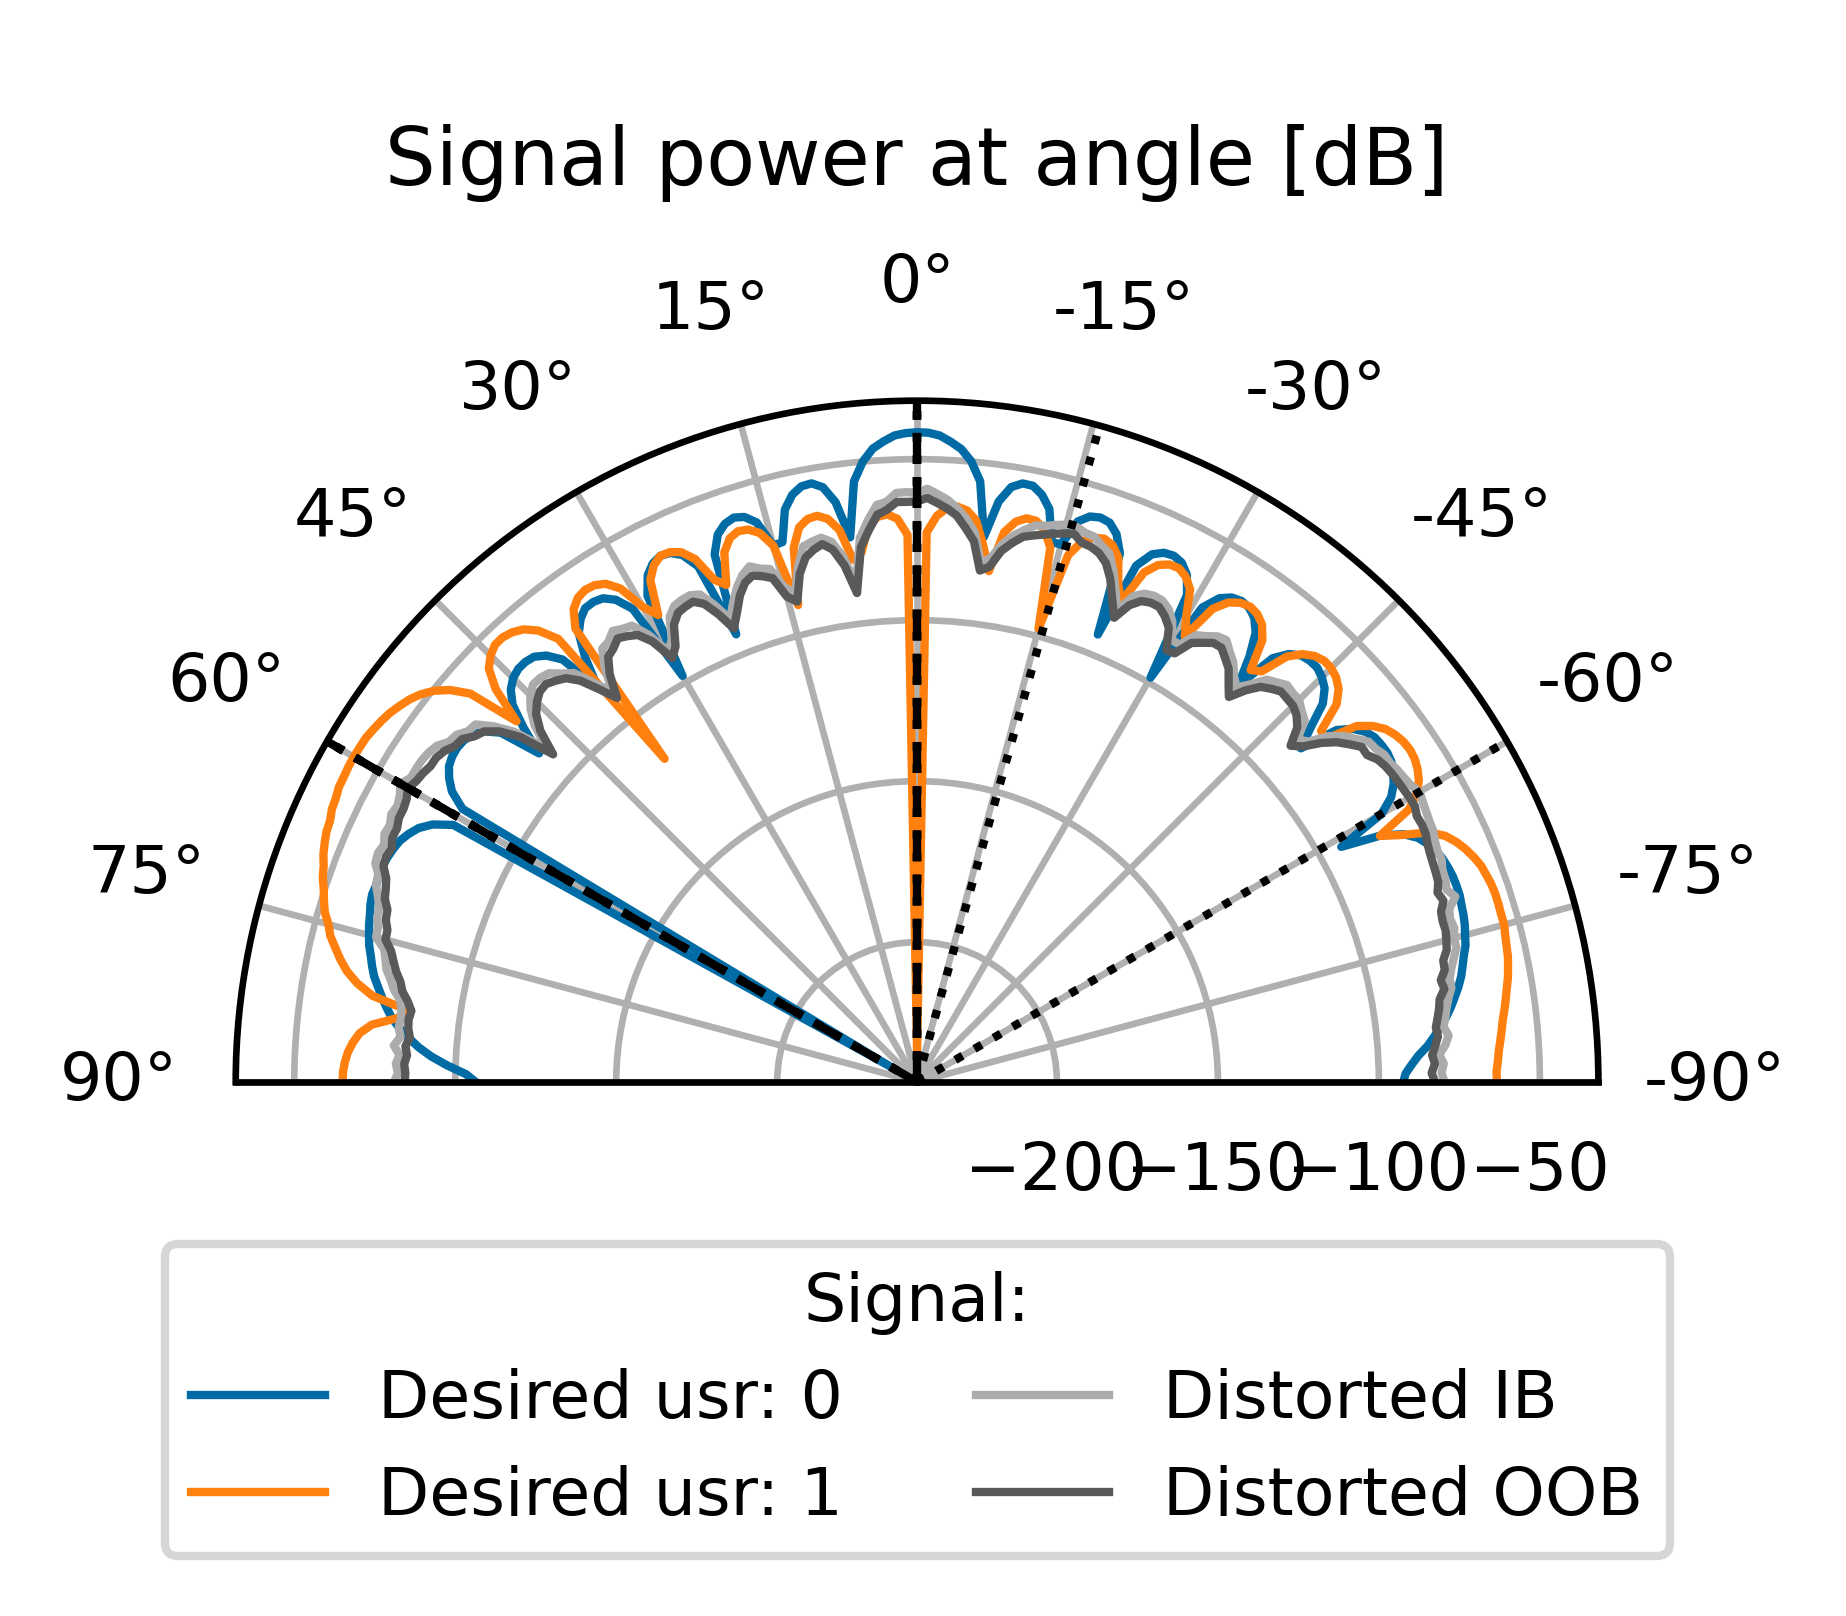 Signal power at angle [dB]
0°
15°
-15°
30°
-30°
45°
-45°
60°
-60°
75°
-75°
90°
-90°
−200 −150 −100 −50
Signal:
Desired usr: 0
Desired usr: 1
Distorted IB
Distorted OOB